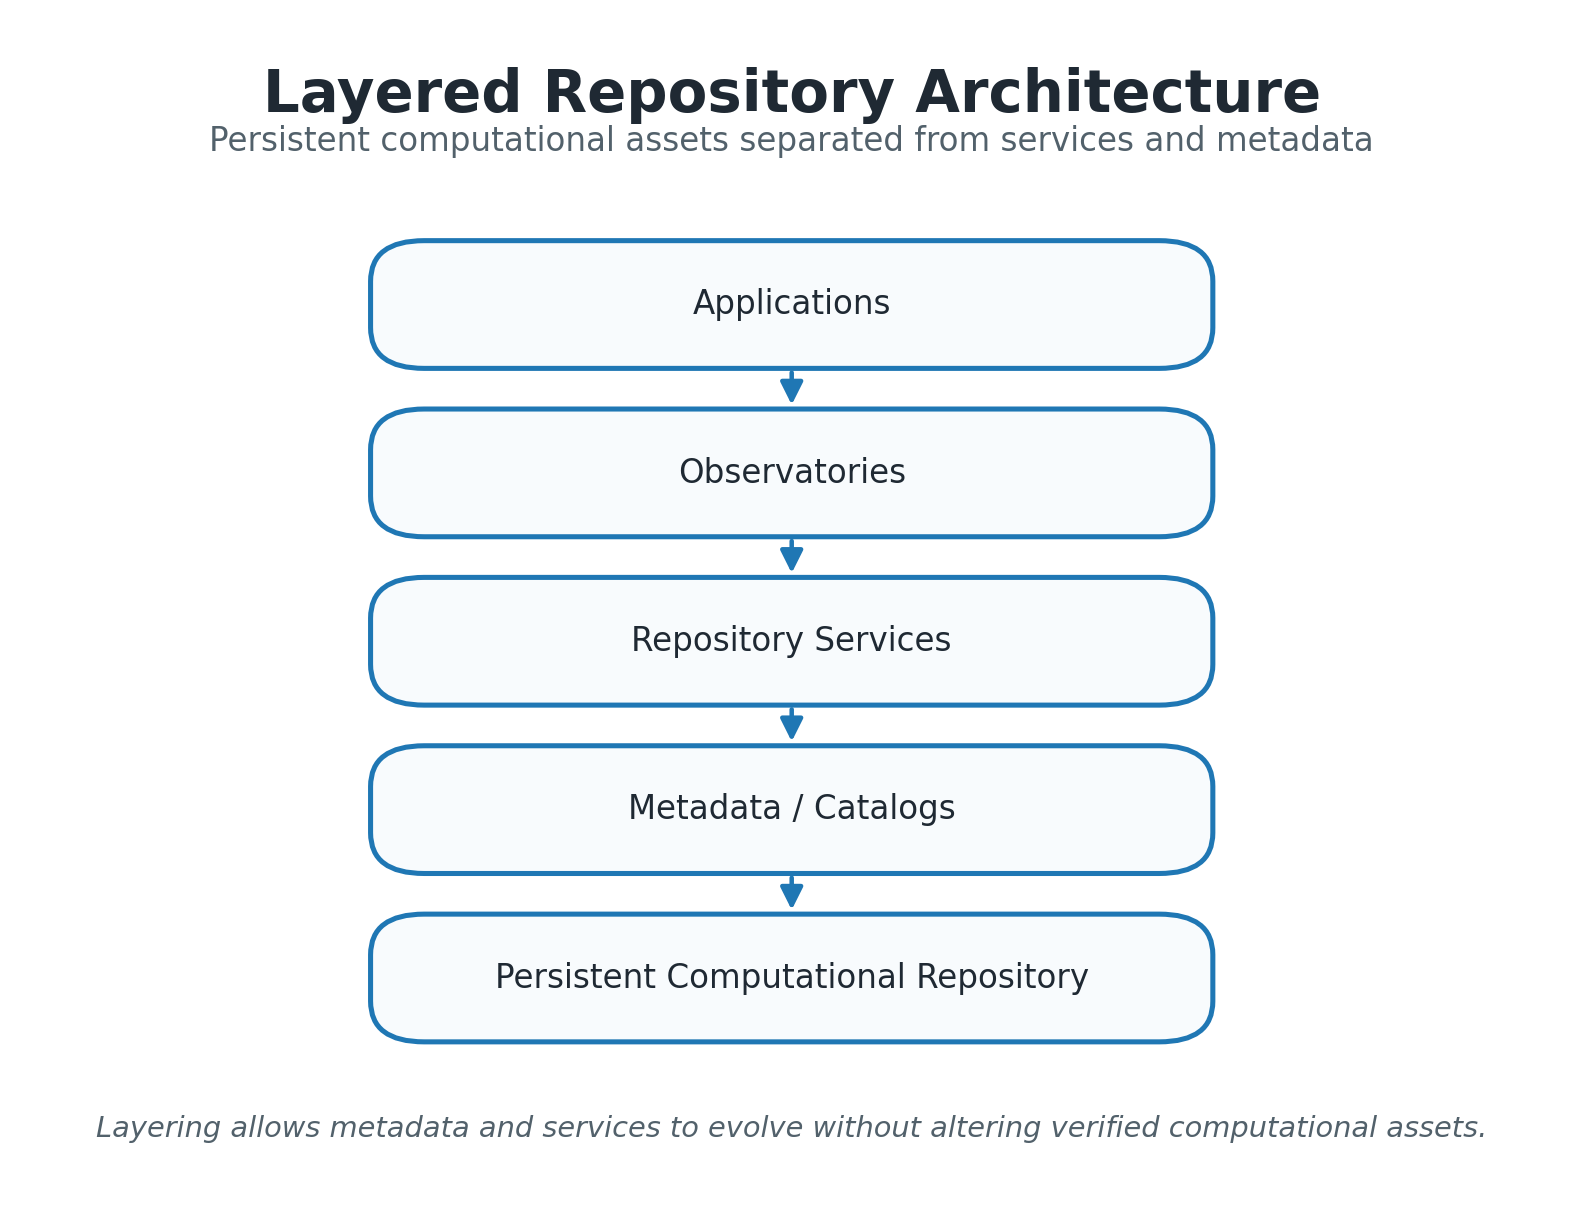 Layered Repository Architecture
Persistent computational assets separated from services and metadata
Applications
Observatories
Repository Services
Metadata / Catalogs
Persistent Computational Repository
Layering allows metadata and services to evolve without altering verified computational assets.